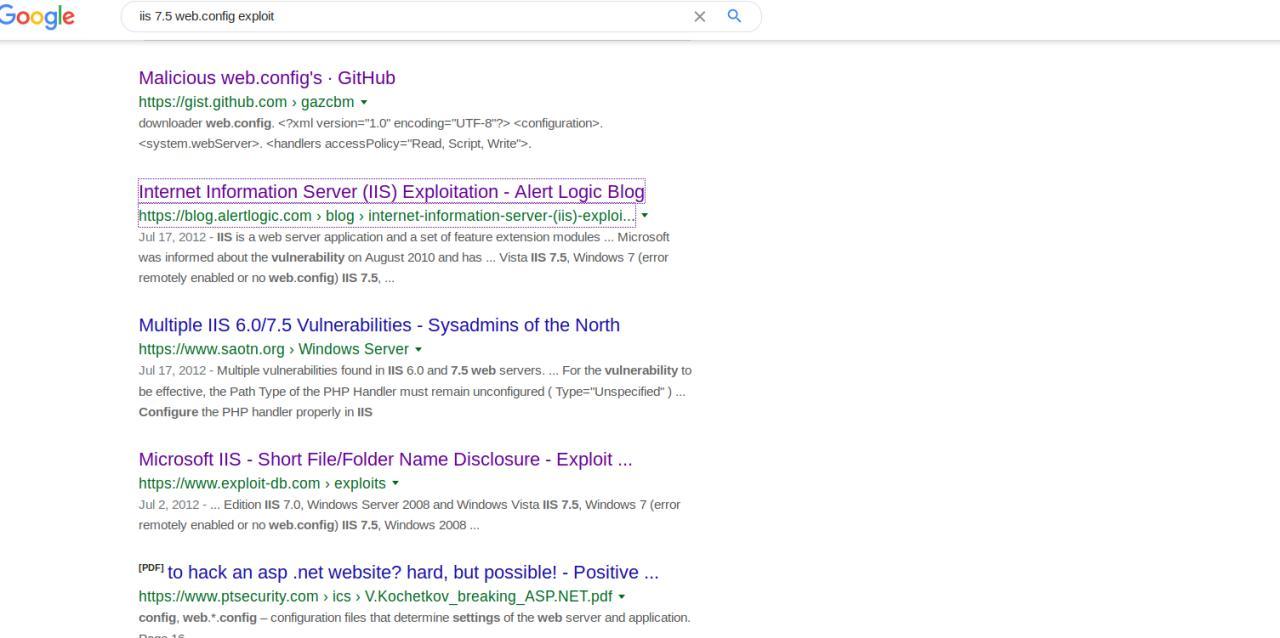 Google
iis 7.5 web.config exploit
Malicious web.config's · GitHub
https://gist.github.com › gazcbm
downloader web.config. <?xml version="1.0" encoding="UTF-8"?> <configuration>.
<system.webServer>. <handlers accessPolicy="Read, Script, Write">.
Internet Information Server (IIS) Exploitation - Alert Logic Blog
https://blog.alertlogic.com › blog › internet-information-server-(iis)-exploi...
Jul 17, 2012 - IIS is a web server application and a set of feature extension modules ... Microsoft
was informed about the vulnerability on August 2010 and has ... Vista IIS 7.5, Windows 7 (error
remotely enabled or no web.config) IIS 7.5, ...
Multiple IIS 6.0/7.5 Vulnerabilities - Sysadmins of the North
https://www.saotn.org › Windows Server
Jul 17, 2012 - Multiple vulnerabilities found in IIS 6.0 and 7.5 web servers. ... For the vulnerability to
be effective, the Path Type of the PHP Handler must remain unconfigured ( Type="Unspecified" ) ...
Configure the PHP handler properly in IIS
Microsoft IIS - Short File/Folder Name Disclosure - Exploit ...
https://www.exploit-db.com › exploits
Jul 2, 2012 - ... Edition IIS 7.0, Windows Server 2008 and Windows Vista IIS 7.5, Windows 7 (error
remotely enabled or no web.config) IIS 7.5, Windows 2008 ...
[PDF] to hack an asp .net website? hard, but possible! - Positive ...
https://www.ptsecurity.com › ics › V.Kochetkov_breaking_ASP.NET.pdf
config, web.*.config – configuration files that determine settings of the web server and application.
Page 16